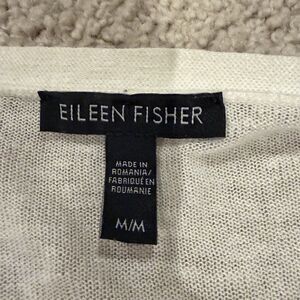 EILEEN FISHER
MADE IN
ROMANIA/
FABRIQUÉ EN
ROUMANIE
M/M